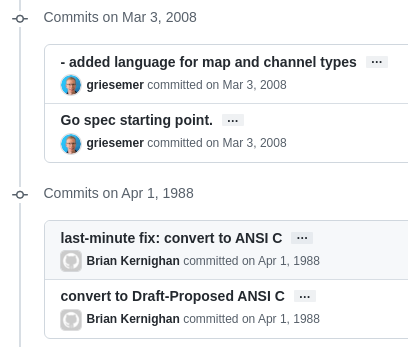 Commits on Mar 3, 2008
- added language for map and channel types ...
griesemer committed on Mar 3, 2008
Go spec starting point. ...
griesemer committed on Mar 3, 2008
Commits on Apr 1, 1988
last-minute fix: convert to ANSI C ...
Brian Kernighan committed on Apr 1, 1988
convert to Draft-Proposed ANSI C ...
Brian Kernighan committed on Apr 1, 1988